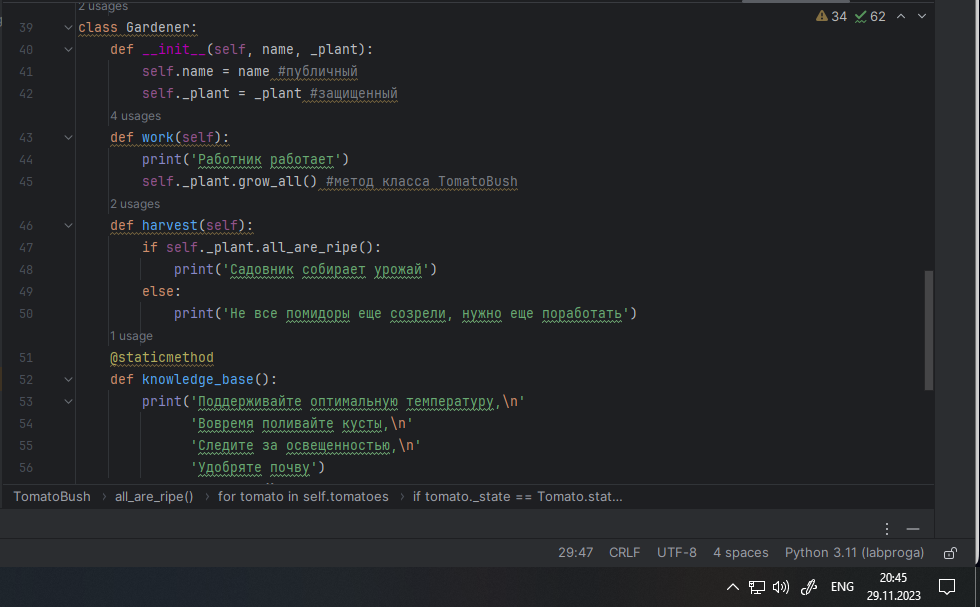 2 usages
34 62
39 class Gardener:
40 def __init__(self, name, _plant):
41 self.name = name #публичный
42 self._plant = _plant #защищенный
4 usages
43 def work(self):
44 print('Работник работает')
45 self._plant.grow_all() #метод класса TomatoBush
2 usages
46 def harvest(self):
47 if self._plant.all_are_ripe():
48 print('Садовник собирает урожай')
49 else:
50 print('Не все помидоры еще созрели, нужно еще поработать')
1 usage
51 @staticmethod
52 def knowledge_base():
53 print('Поддерживайте оптимальную температуру,\n'
54 'Вовремя поливайте кусты,\n'
55 'Следите за освещенностью,\n'
56 'Удобряте почву')
TomatoBush › all_are_ripe() › for tomato in self.tomatoes › if tomato._state == Tomato.stat...
29:47 CRLF UTF-8 4 spaces Python 3.11 (labproga)
ENG
20:45
29.11.2023